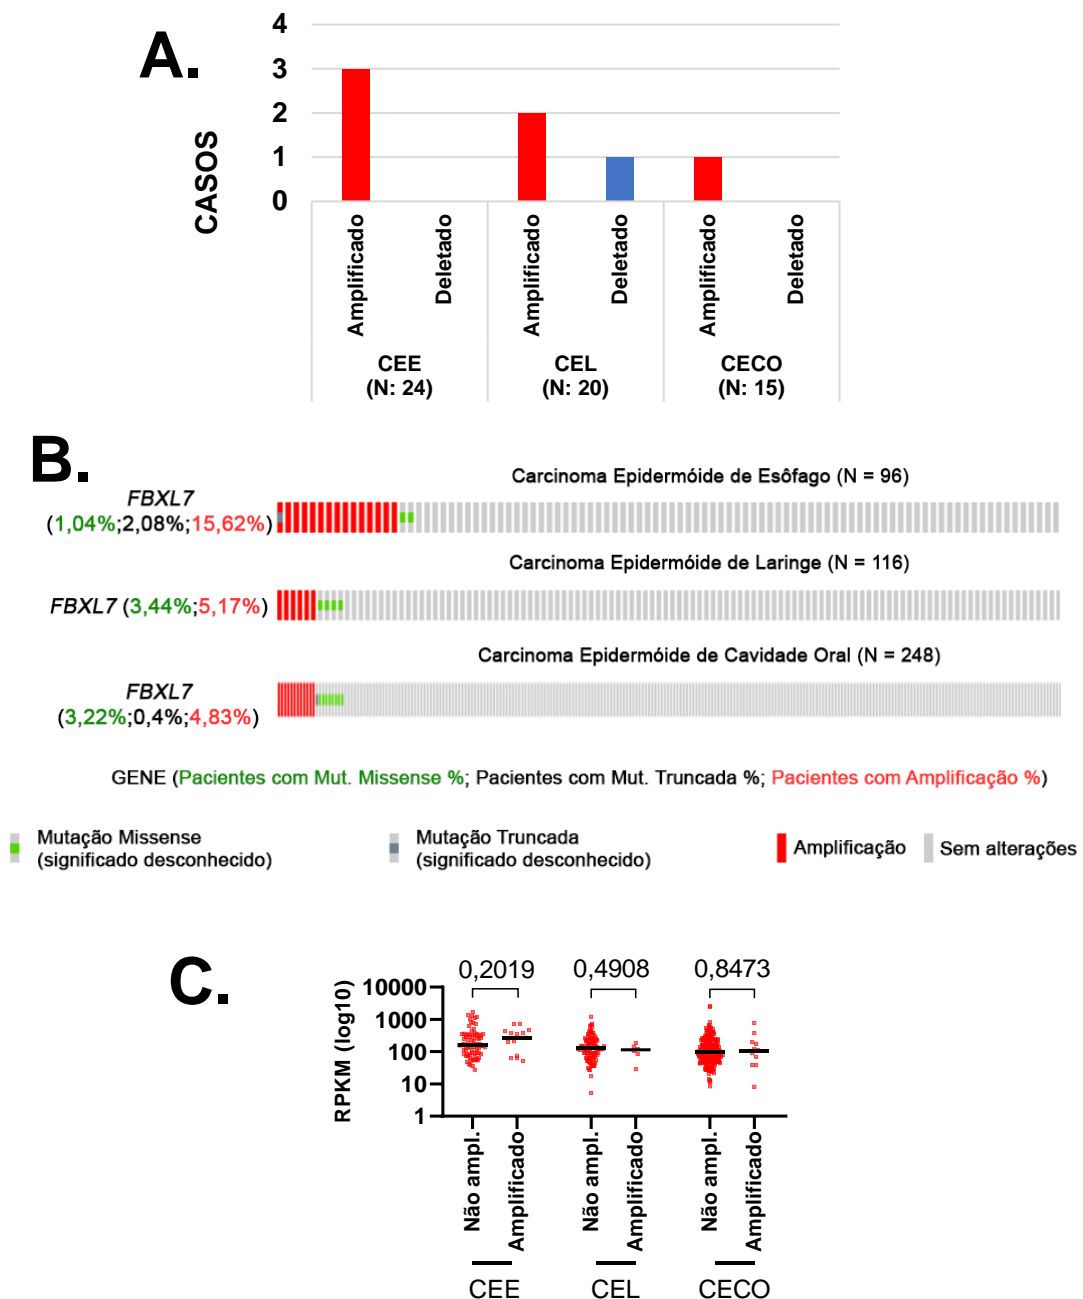 A.
CASOS
4
3
2
1
0
Amplificado
Deletado
Amplificado
Deletado
Amplificado
Deletado
CEE
(N: 24)
CEL
(N: 20)
CECO
(N: 15)
B.
Carcinoma Epidermóide de Esôfago (N = 96)
FBXL7
(1,04%;2,08%;15,62%)
Carcinoma Epidermóide de Laringe (N = 116)
FBXL7 (3,44%;5,17%)
Carcinoma Epidermóide de Cavidade Oral (N = 248)
FBXL7
(3,22%;0,4%;4,83%)
GENE (Pacientes com Mut. Missense %; Pacientes com Mut. Truncada %; Pacientes com Amplificação %)
Mutação Missense
(significado desconhecido)
Mutação Truncada
(significado desconhecido)
Amplificação
Sem alterações
C.
0,2019
0,4908
0,8473
RPKM (log10)
10000
1000
100
10
1
Não ampl.
Amplificado
Não ampl.
Amplificado
Não ampl.
Amplificado
CEE
CEL
CECO